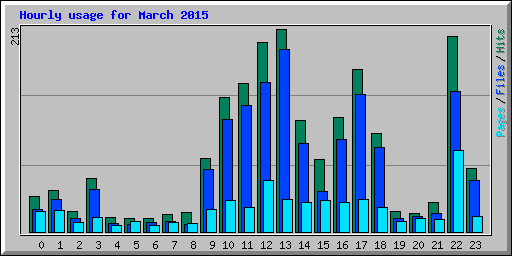 Hourly usage for March 2015
213
Pages/Files/Hits
0 1 2 3 4 5 6 7 8 9 10 11 12 13 14 15 16 17 18 19 20 21 22 23